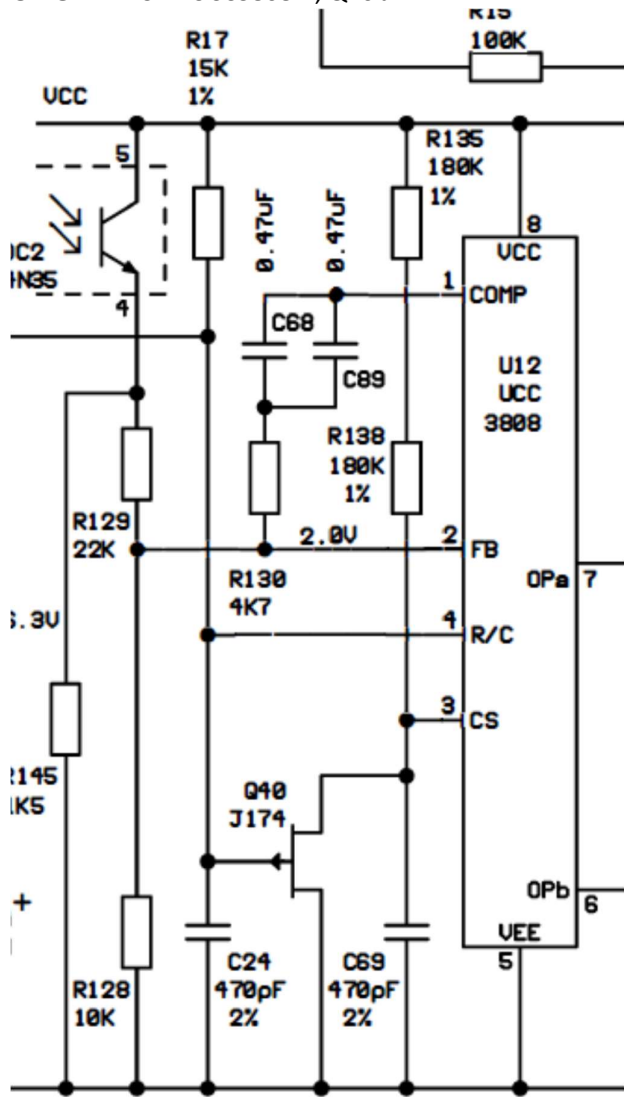 R15
100K
R17
15K
1%
VCC
R135
180K
1%
5
0.47uF
0.47uF
8
VCC
4N35
4
1
COMP
C68
C89
U12
UCC
3808
R138
180K
1%
R129
22K
2.0V
2
FB
R130
4K7
OPa
7
4
R/C
3
CS
Q40
J174
+
OPb
6
VEE
5
C24
470pF
2%
C69
470pF
2%
R128
10K